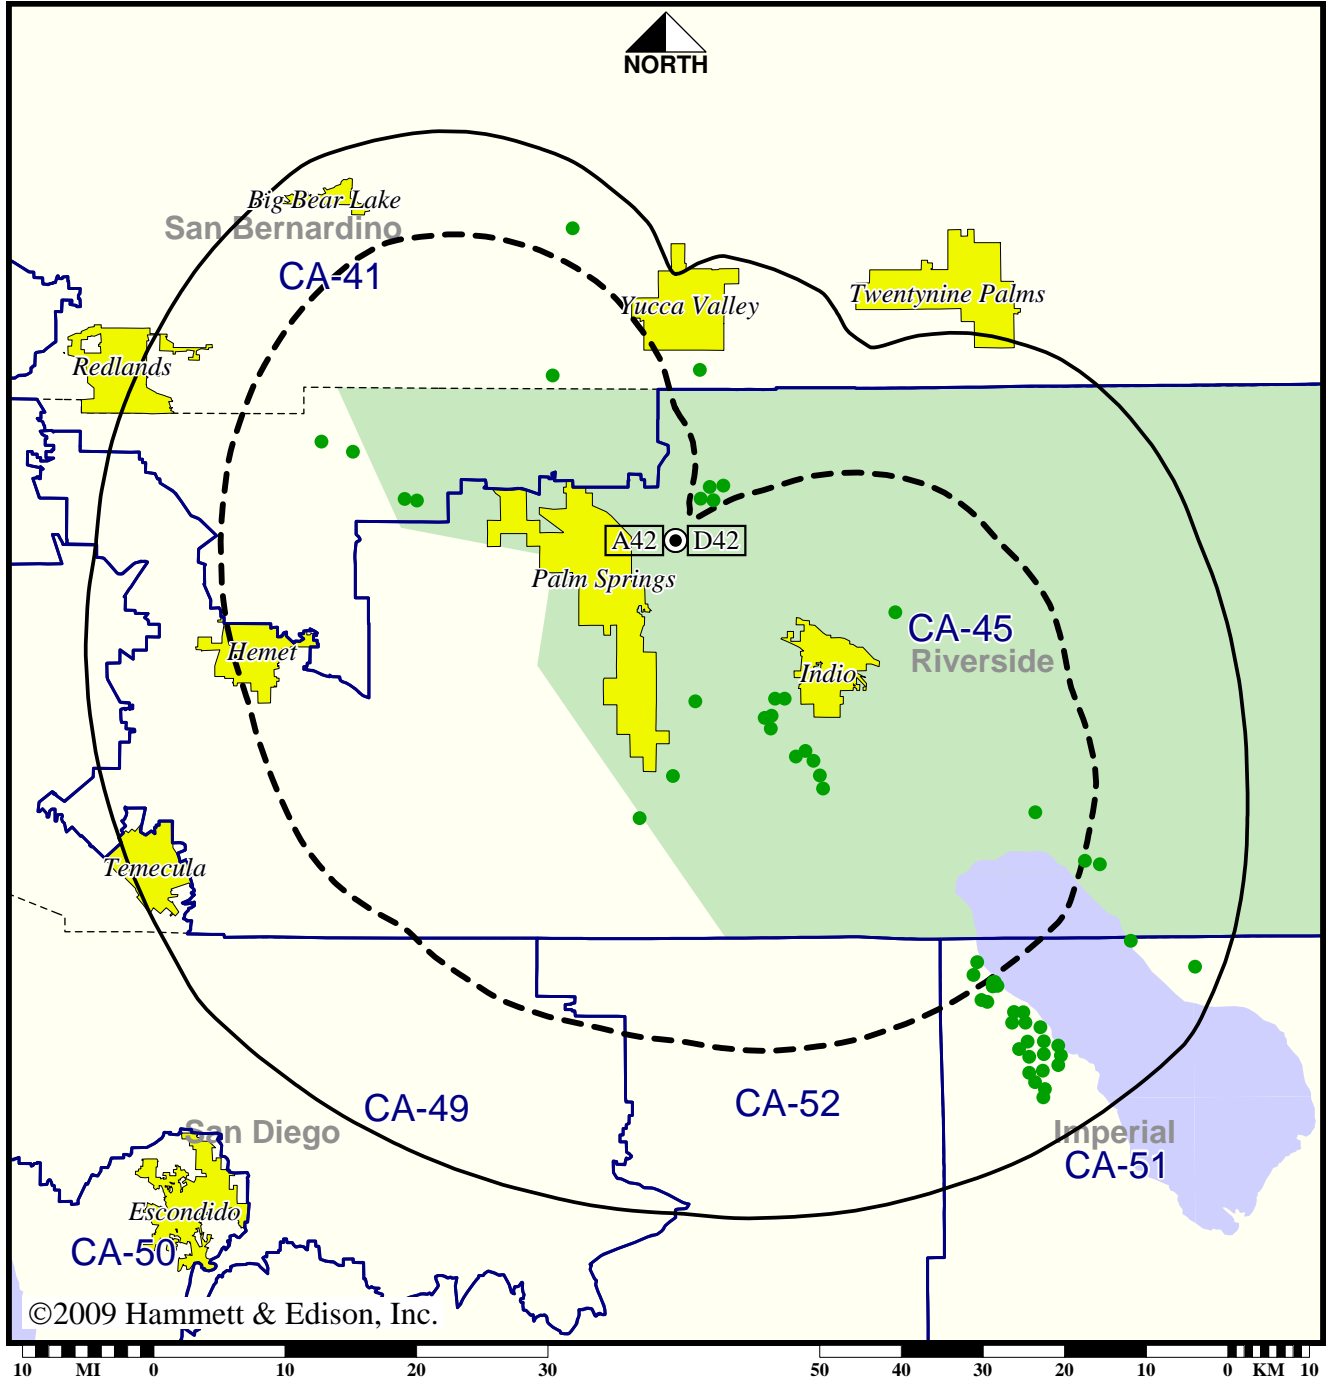 NORTH
Big Bear Lake
San Bernardino
CA-41
Yucca Valley
Twentynine Palms
Redlands
A42
D42
Palm Springs
CA-45
Riverside
Hemet
Indio
Temecula
CA-49
CA-52
San Diego
Imperial
CA-51
Escondido
CA-50
©2009 Hammett & Edison, Inc.
10 MI 0 10 20 30 50 40 30 20 10 0 KM 10